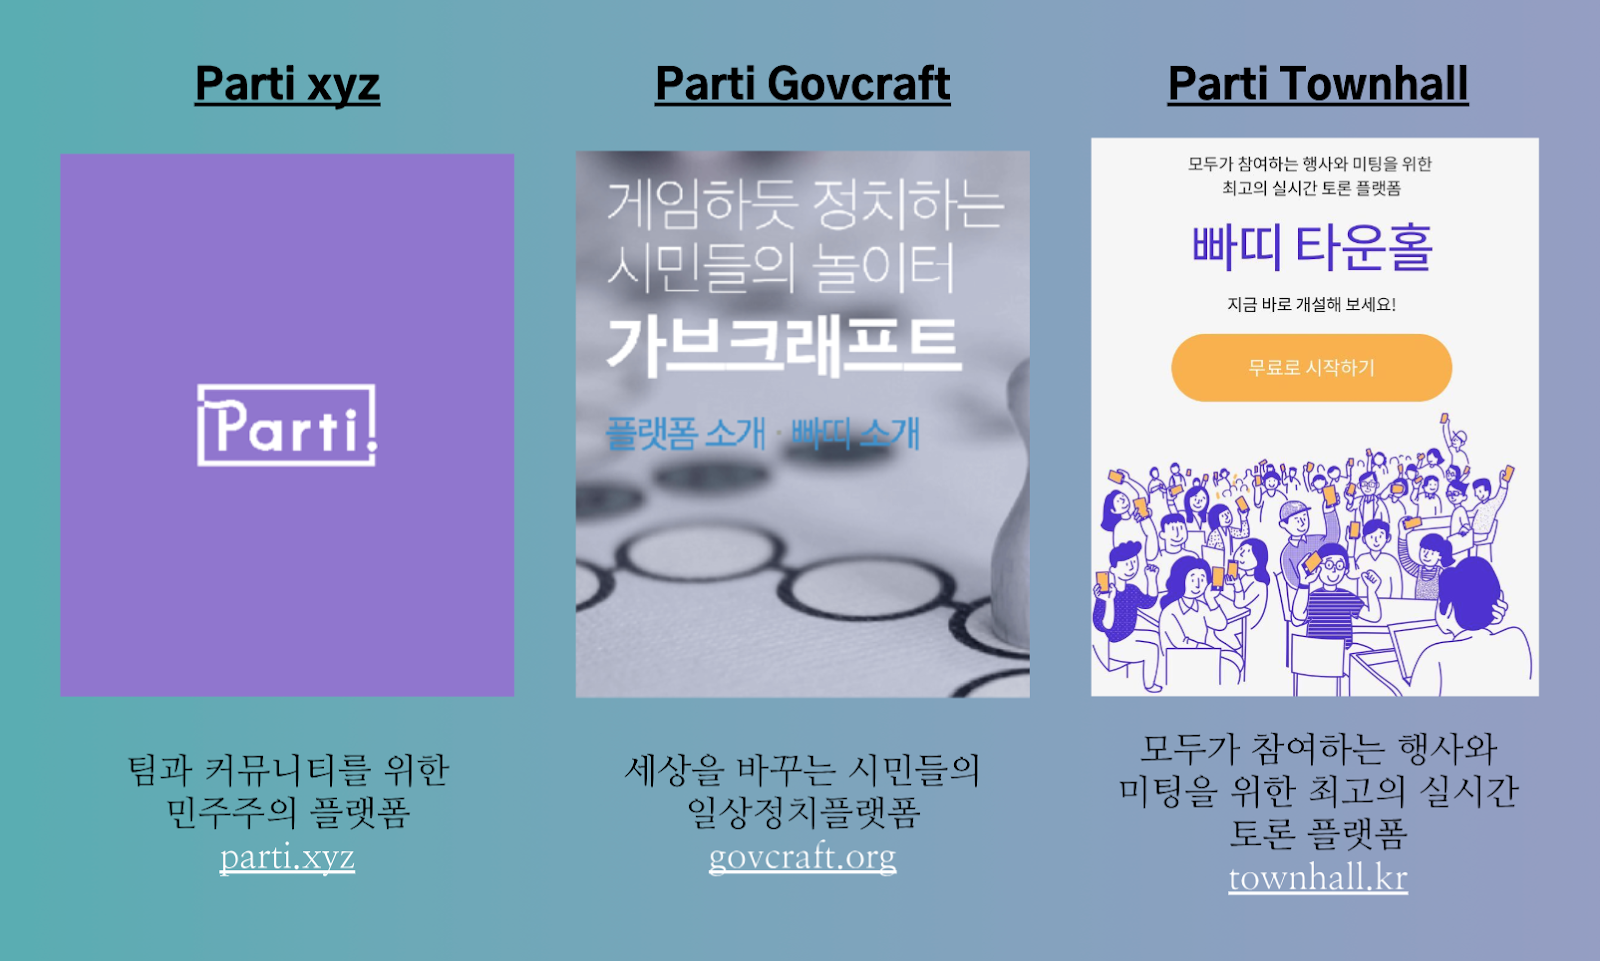 Parti xyz
Parti.
팀과 커뮤니티를 위한
민주주의 플랫폼
parti.xyz
Parti Govcraft
게임하듯 정치하는
시민들의 놀이터
가브크래프트
플랫폼 소개 · 빠띠 소개
세상을 바꾸는 시민들의
일상정치플랫폼
govcraft.org
Parti Townhall
모두가 참여하는 행사와 미팅을 위한
최고의 실시간 토론 플랫폼
빠띠 타운홀
지금 바로 개설해 보세요!
무료로 시작하기
모두가 참여하는 행사와
미팅을 위한 최고의 실시간
토론 플랫폼
townhall.kr